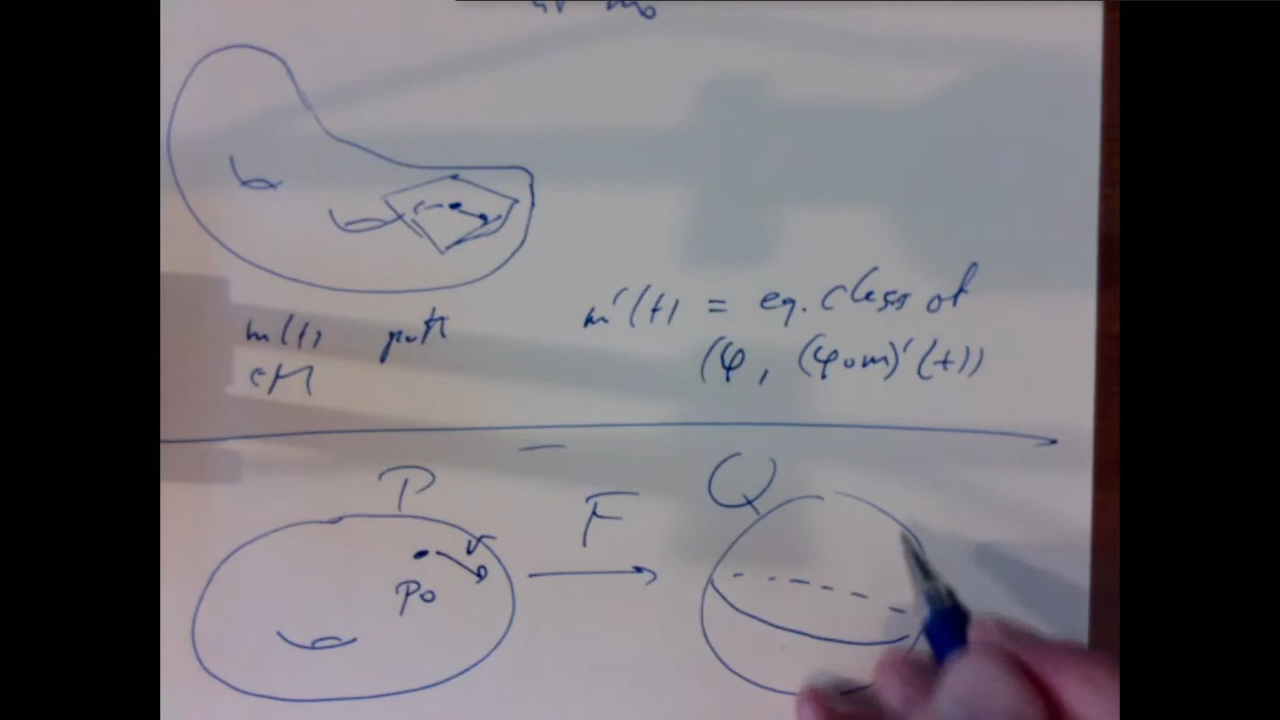 m(t) path
∈M
m'(t) = eq. class of
(φ, (φ∘m)'(t))
P
F
Q
v
p₀